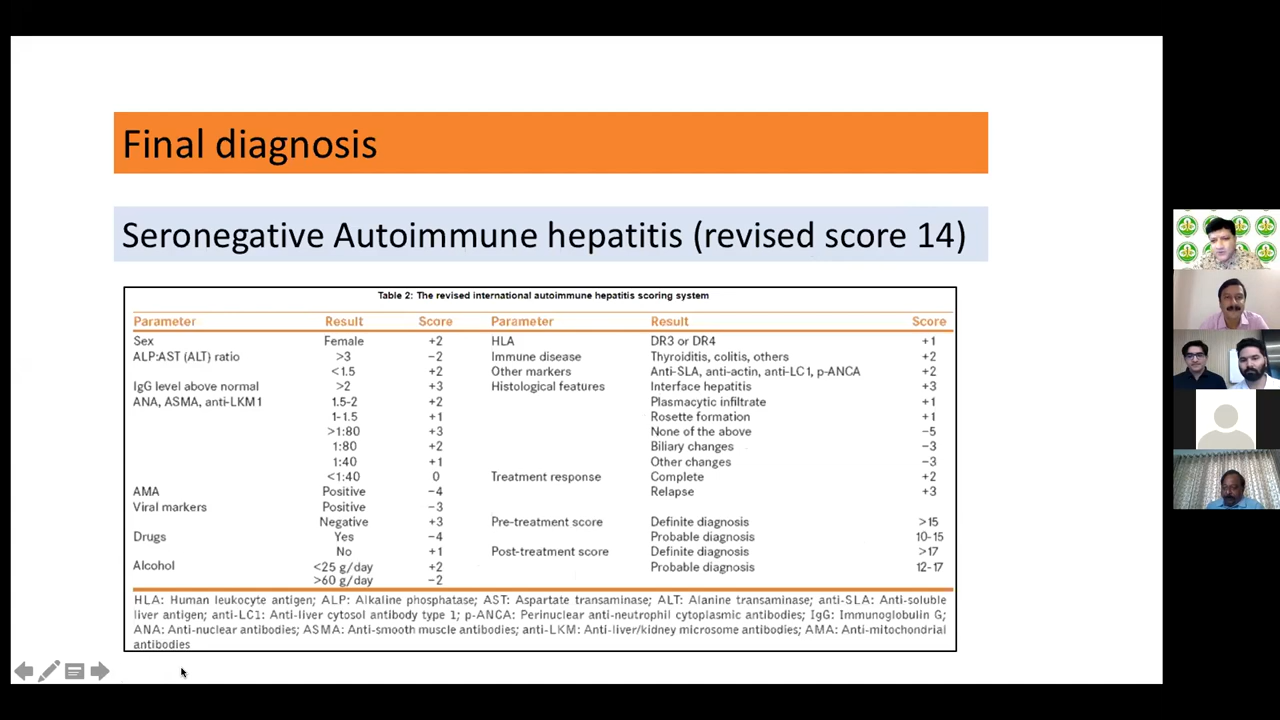 Final diagnosis
Seronegative Autoimmune hepatitis (revised score 14)
Table 2: The revised international autoimmune hepatitis scoring system
Parameter Result Score Parameter Result Score
Sex Female +2 HLA DR3 or DR4 +1
ALP:AST (ALT) ratio >3 −2 Immune disease Thyroiditis, colitis, others +2
<1.5 +2 Other markers Anti-SLA, anti-actin, anti-LC1, p-ANCA +2
IgG level above normal >2 +3 Histological features Interface hepatitis +3
ANA, ASMA, anti-LKM1 1.5-2 +2 Plasmacytic infiltrate +1
1-1.5 +1 Rosette formation +1
>1:80 +3 None of the above −5
1:80 +2 Biliary changes −3
1:40 +1 Other changes −3
<1:40 0 Treatment response Complete +2
AMA Positive −4 Relapse +3
Viral markers Positive −3
Negative +3 Pre-treatment score Definite diagnosis >15
Drugs Yes −4 Probable diagnosis 10-15
No +1 Post-treatment score Definite diagnosis >17
Alcohol <25 g/day +2 Probable diagnosis 12-17
>60 g/day −2
HLA: Human leukocyte antigen; ALP: Alkaline phosphatase; AST: Aspartate transaminase; ALT: Alanine transaminase; anti-SLA: Anti-soluble
liver antigen; anti-LC1: Anti-liver cytosol antibody type 1; p-ANCA: Perinuclear anti-neutrophil cytoplasmic antibodies; IgG: Immunoglobulin G;
ANA: Anti-nuclear antibodies; ASMA: Anti-smooth muscle antibodies; anti-LKM: Anti-liver/kidney microsome antibodies; AMA: Anti-mitochondrial
antibodies